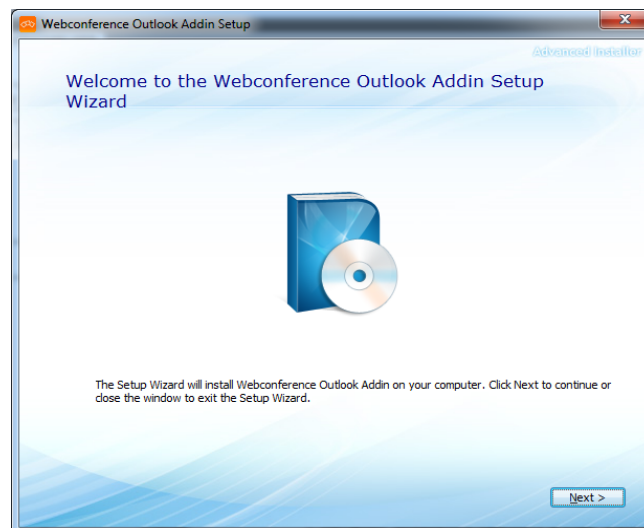 Webconference Outlook Addin Setup
Advanced Installer
Welcome to the Webconference Outlook Addin Setup
Wizard
The Setup Wizard will install Webconference Outlook Addin on your computer. Click Next to continue or
close the window to exit the Setup Wizard.
Next >